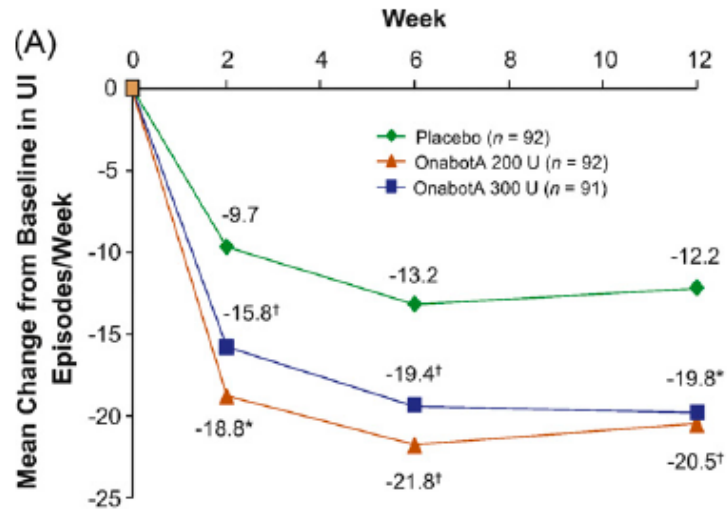 Week
(A)
0 2 4 6 8 10 12
Mean Change from Baseline in UI
Episodes/Week
0
-5
-10
-15
-20
-25
Placebo (n = 92)
OnabotA 200 U (n = 92)
OnabotA 300 U (n = 91)
-9.7
-13.2
-12.2
-15.8†
-19.4†
-19.8*
-18.8*
-21.8†
-20.5†